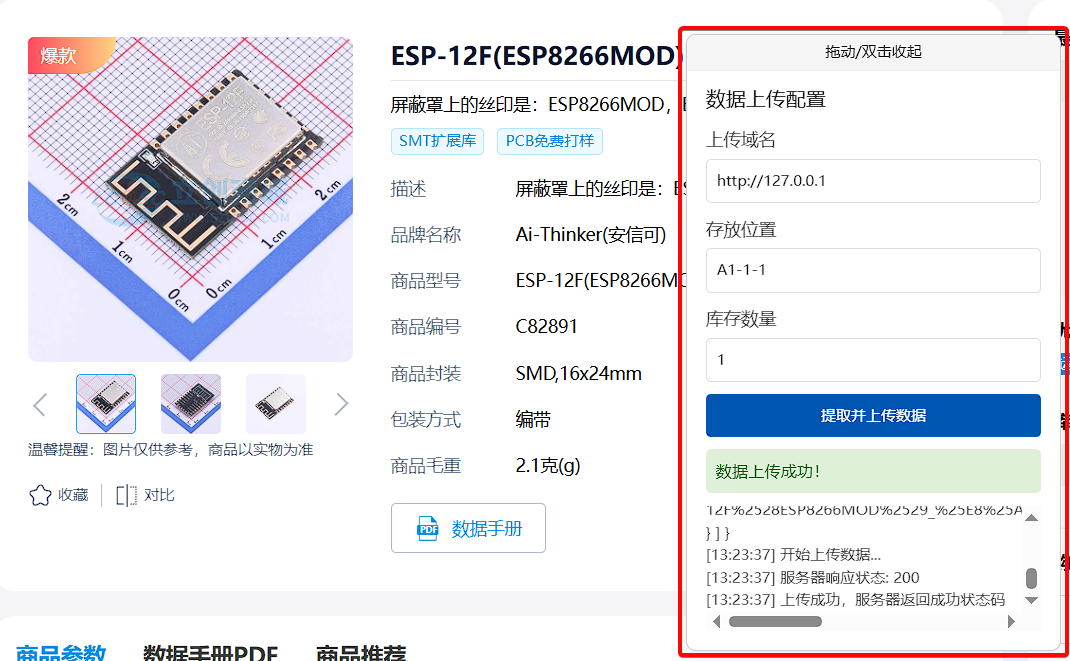 爆款
2cm
1cm
0cm
0cm
1cm
2cm
温馨提醒：图片仅供参考，商品以实物为准
收藏
对比
ESP-12F(ESP8266MOD)
屏蔽罩上的丝印是：ESP8266MOD，
SMT扩展库
PCB免费打样
描述
屏蔽罩上的丝印是：
品牌名称
Ai-Thinker(安信可)
商品型号
ESP-12F(ESP8266MO
商品编号
C82891
商品封装
SMD,16x24mm
包装方式
编带
商品毛重
2.1克(g)
PDF
数据手册
商品参数
数据手册PDF
商品推荐
拖动/双击收起
数据上传配置
上传域名
http://127.0.0.1
存放位置
A1-1-1
库存数量
1
提取并上传数据
数据上传成功！
12F%2528ESP8266MOD%2529_%25E8%25A
} ] }
[13:23:37] 开始上传数据...
[13:23:37] 服务器响应状态: 200
[13:23:37] 上传成功，服务器返回成功状态码